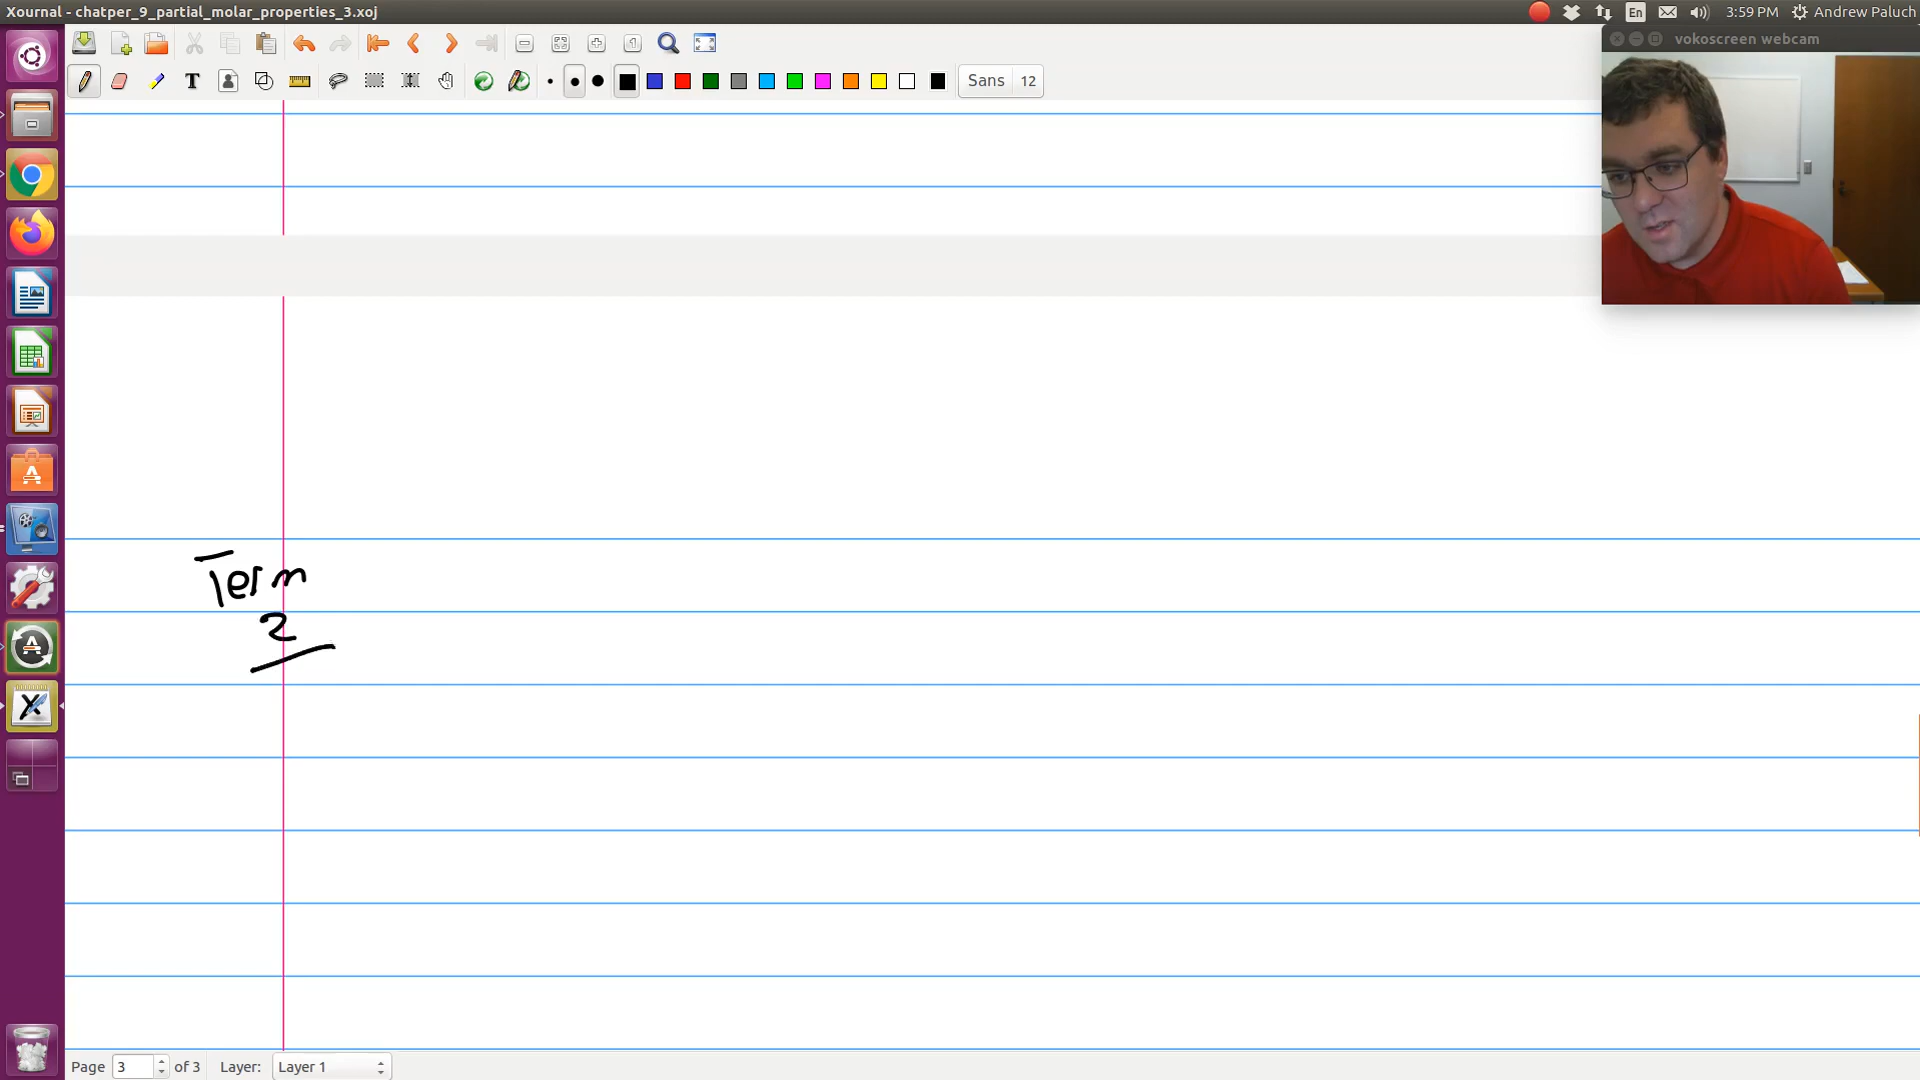 Xournal - chatper_9_partial_molar_properties_3.xoj
En
3:59 PM
Andrew Paluch
vokoscreen webcam
Sans 12
Term
2
Page 3 of 3 Layer: Layer 1